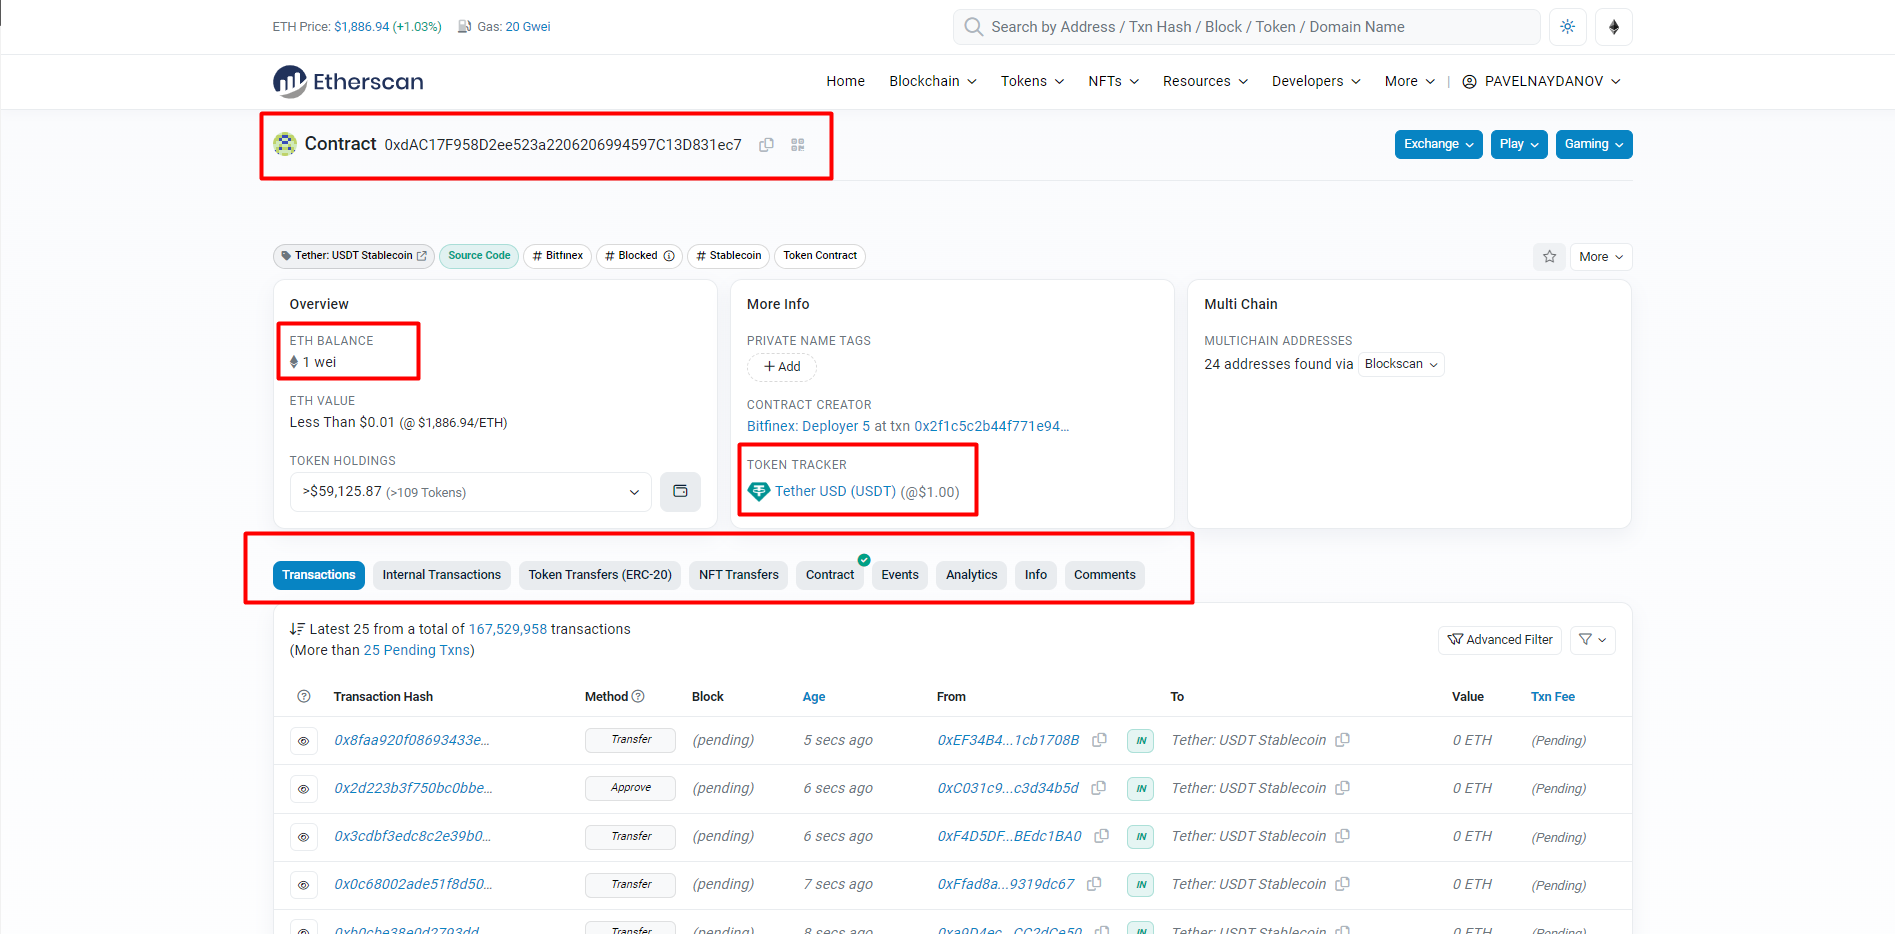 ETH Price: $1,886.94 (+1.03%) Gas: 20 Gwei
Search by Address / Txn Hash / Block / Token / Domain Name
Etherscan
Home Blockchain Tokens NFTs Resources Developers More | PAVELNAYDANOV
Contract 0xdAC17F958D2ee523a2206206994597C13D831ec7
Exchange Play Gaming
Tether: USDT Stablecoin Source Code # Bitfinex # Blocked # Stablecoin Token Contract
More
Overview
ETH BALANCE
1 wei
ETH VALUE
Less Than $0.01 (@ $1,886.94/ETH)
TOKEN HOLDINGS
>$59,125.87 (>109 Tokens)
More Info
PRIVATE NAME TAGS
+ Add
CONTRACT CREATOR
Bitfinex: Deployer 5 at txn 0x2f1c5c2b44f771e94...
TOKEN TRACKER
Tether USD (USDT) (@$1.00)
Multi Chain
MULTICHAIN ADDRESSES
24 addresses found via Blockscan
Transactions Internal Transactions Token Transfers (ERC-20) NFT Transfers Contract Events Analytics Info Comments
Latest 25 from a total of 167,529,958 transactions
(More than 25 Pending Txns)
Advanced Filter
Transaction Hash Method Block Age From To Value Txn Fee
0x8faa920f08693433e... Transfer (pending) 5 secs ago 0xEF34B4...1cb1708B IN Tether: USDT Stablecoin 0 ETH (Pending)
0x2d223b3f750bc0bbe... Approve (pending) 6 secs ago 0xC031c9...c3d34b5d IN Tether: USDT Stablecoin 0 ETH (Pending)
0x3cdbf3edc8c2e39b0... Transfer (pending) 6 secs ago 0xF4D5DF...BEdc1BA0 IN Tether: USDT Stablecoin 0 ETH (Pending)
0x0c68002ade51f8d50... Transfer (pending) 7 secs ago 0xFfad8a...9319dc67 IN Tether: USDT Stablecoin 0 ETH (Pending)
0xb0cbe38e0d2793dd... Transfer (pending) 8 secs ago 0xa9D4ec...CC2dCe50 IN Tether: USDT Stablecoin 0 ETH (Pending)